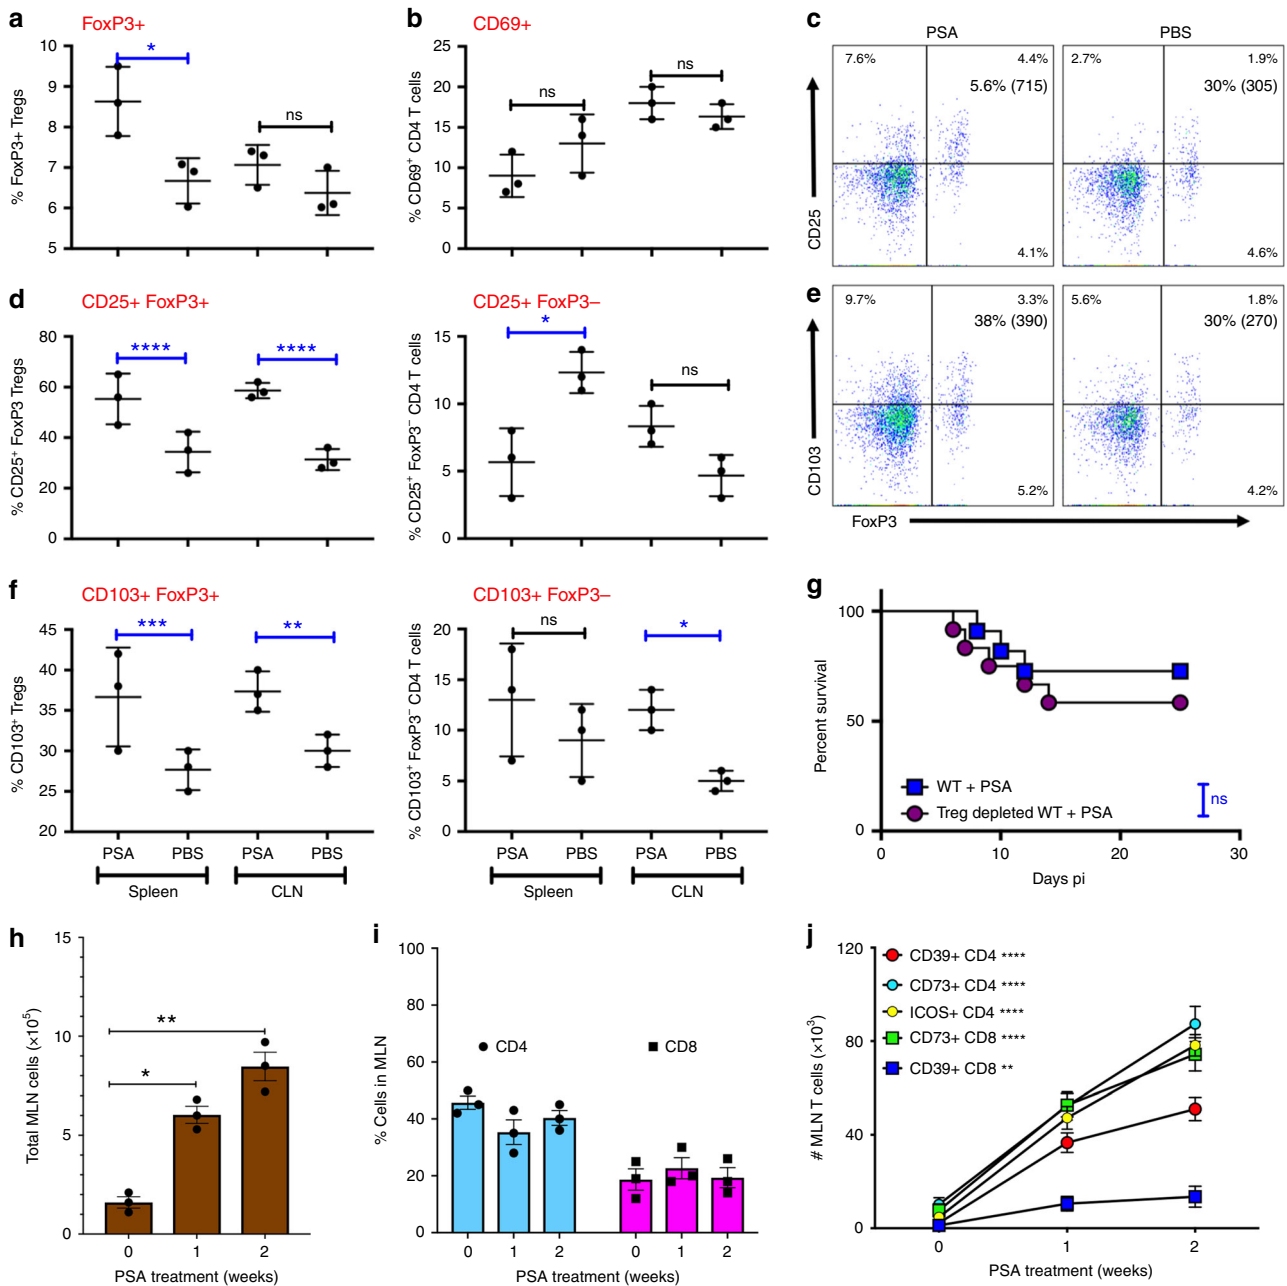 a
FoxP3+
% FoxP3+ Tregs
10
9
8
7
6
5
*
ns
b
CD69+
% CD69⁺ CD4 T cells
25
20
15
10
5
0
ns
ns
c
PSA
PBS
7.6%
4.4%
5.6% (715)
4.1%
2.7%
1.9%
30% (305)
4.6%
CD25
d
CD25+ FoxP3+
% CD25⁺ FoxP3 Tregs
80
60
40
20
0
****
****
CD25+ FoxP3–
% CD25⁺ FoxP3⁻ CD4 T cells
15
10
5
0
*
ns
e
9.7%
3.3%
38% (390)
5.2%
5.6%
1.8%
30% (270)
4.2%
CD103
FoxP3
f
CD103+ FoxP3+
% CD103⁺ Tregs
45
40
35
30
25
20
***
**
PSA
PBS
PSA
PBS
Spleen
CLN
CD103+ FoxP3–
% CD103⁺ FoxP3⁻ CD4 T cells
20
15
10
5
0
ns
*
PSA
PBS
PSA
PBS
Spleen
CLN
g
Percent survival
100
50
0
WT + PSA
Treg depleted WT + PSA
ns
0
10
20
30
Days pi
h
Total MLN cells (×10⁵)
15
10
5
0
**
*
0
1
2
PSA treatment (weeks)
i
% Cells in MLN
100
80
60
40
20
0
CD4
CD8
0
1
2
0
1
2
PSA treatment (weeks)
j
# MLN T cells (×10³)
120
80
40
0
CD39+ CD4 ****
CD73+ CD4 ****
ICOS+ CD4 ****
CD73+ CD8 ****
CD39+ CD8 **
0
1
2
PSA treatment (weeks)